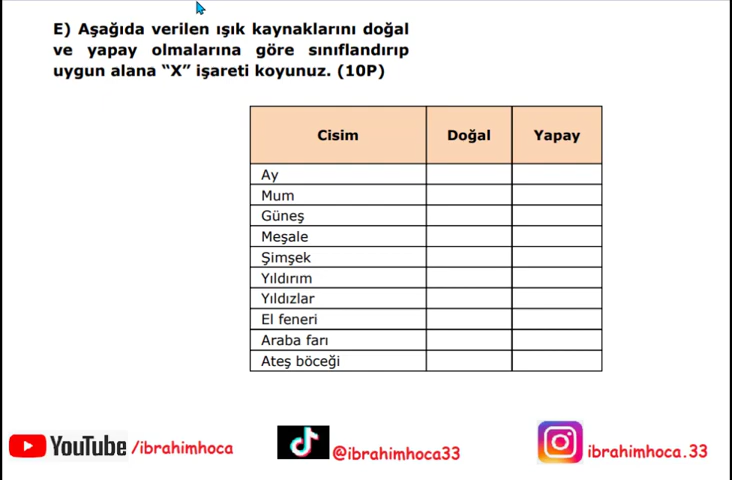 E) Aşağıda verilen ışık kaynaklarını doğal
ve yapay olmalarına göre sınıflandırıp
uygun alana “X” işareti koyunuz. (10P)
Cisim Doğal Yapay
Ay
Mum
Güneş
Meşale
Şimşek
Yıldırım
Yıldızlar
El feneri
Araba farı
Ateş böceği
YouTube /ibrahimhoca
@ibrahimhoca33
ibrahimhoca.33